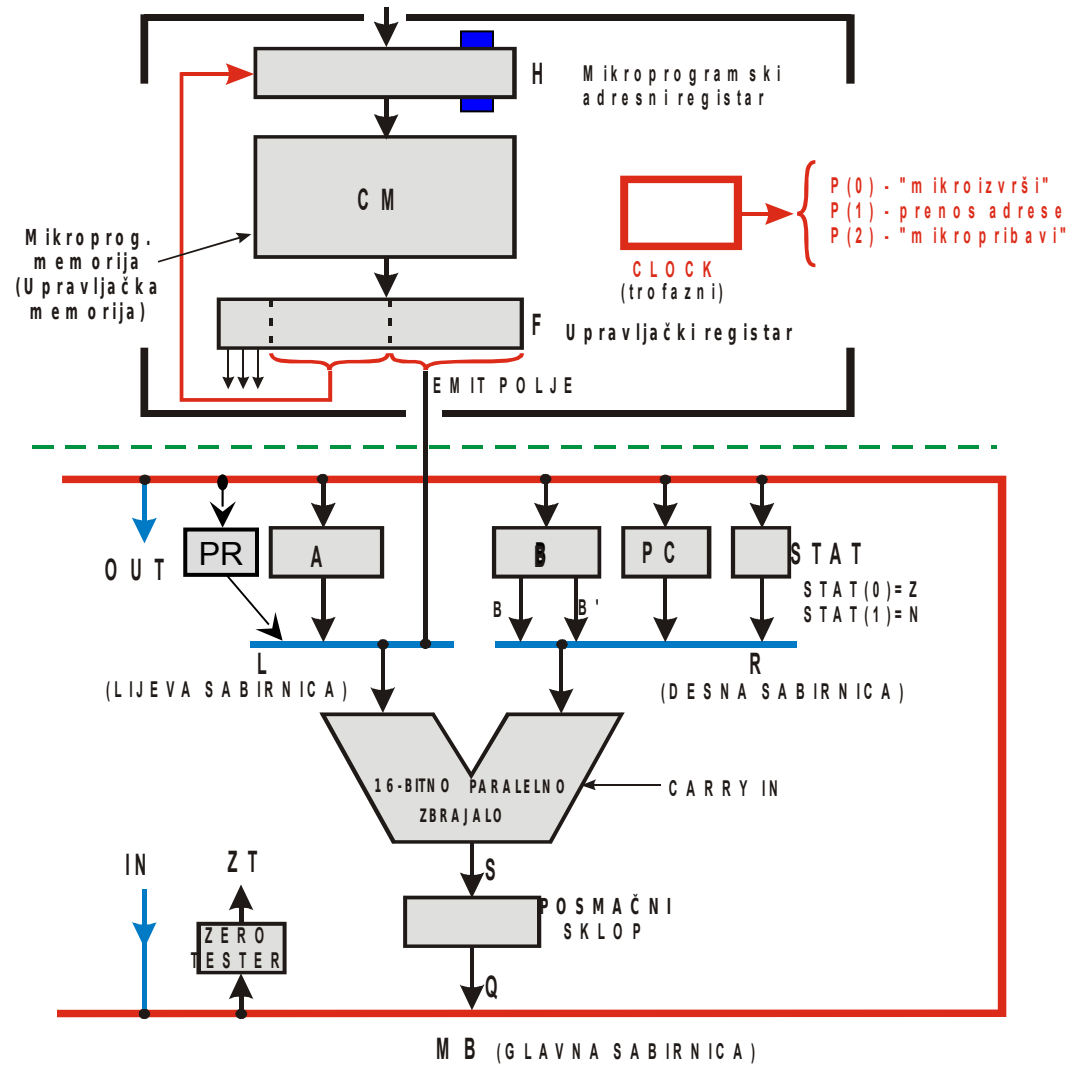 H
Mikroprogramski
adresni registar
CM
P(0) - "mikroizvrši"
P(1) - prenos adrese
P(2) - "mikropribavi"
Mikroprog.
memorija
(Upravljačka
memorija)
CLOCK
(trofazni)
F
Upravljački registar
EMIT POLJE
OUT
PR
A
B
PC
STAT
STAT(0)=Z
STAT(1)=N
B
B'
L
(LIJEVA SABIRNICA)
R
(DESNA SABIRNICA)
16-BITNO PARALELNO
ZBRAJALO
CARRY IN
IN
ZT
S
POSMAČNI
SKLOP
ZERO
TESTER
Q
MB (GLAVNA SABIRNICA)